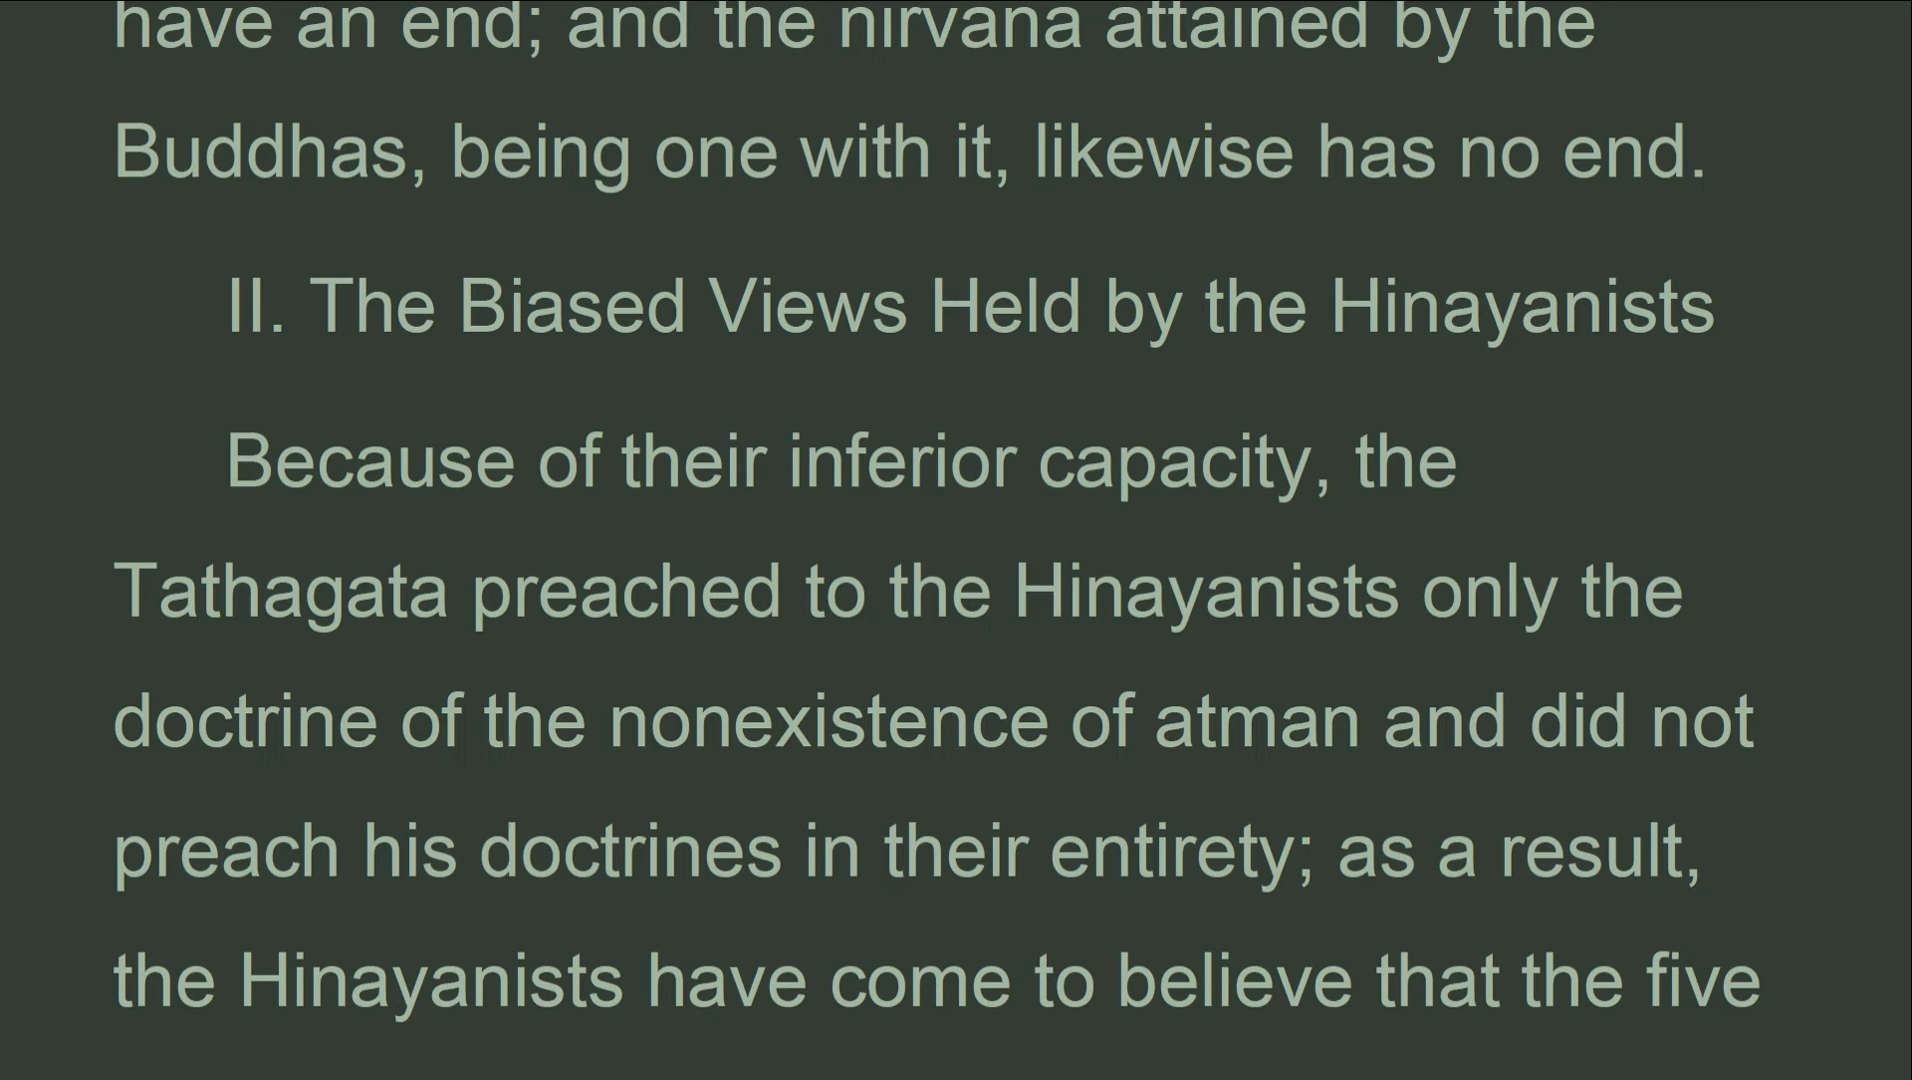 have an end; and the nirvana attained by the
Buddhas, being one with it, likewise has no end.
II. The Biased Views Held by the Hinayanists
Because of their inferior capacity, the
Tathagata preached to the Hinayanists only the
doctrine of the nonexistence of atman and did not
preach his doctrines in their entirety; as a result,
the Hinayanists have come to believe that the five